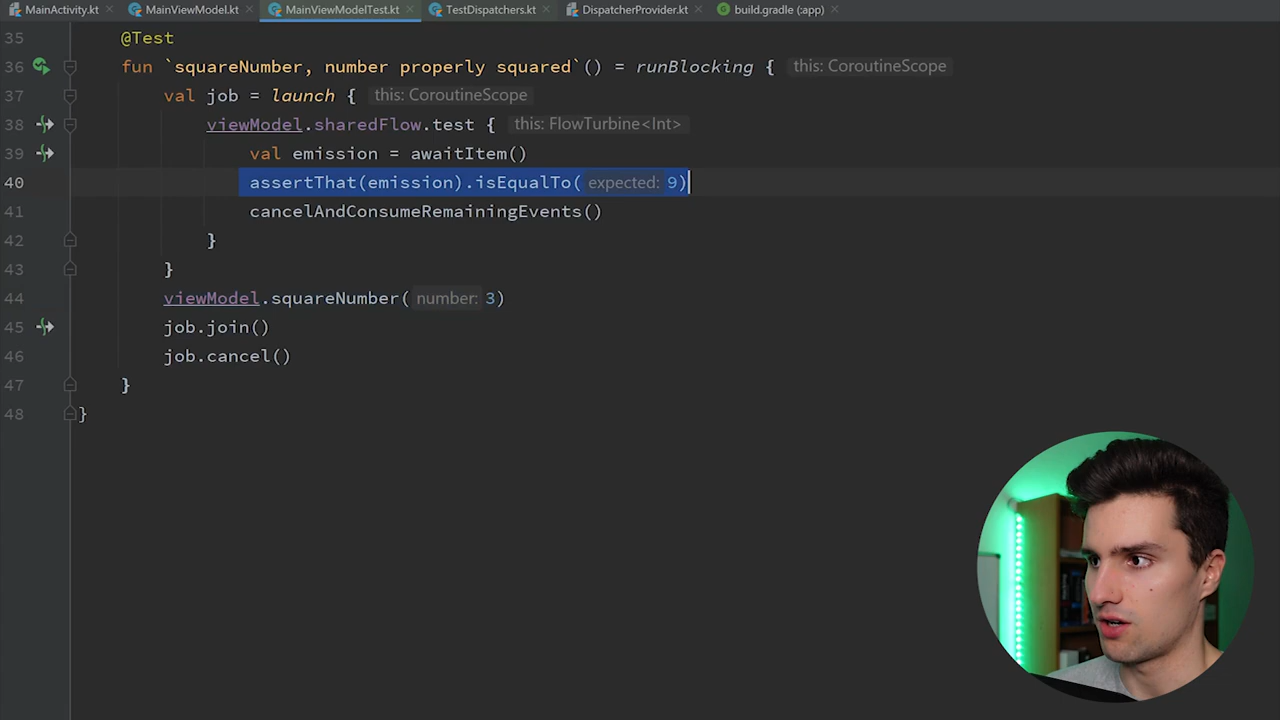 MainActivity.kt MainViewModel.kt MainViewModelTest.kt TestDispatchers.kt DispatcherProvider.kt build.gradle (:app)
35 @Test
36 fun `squareNumber, number properly squared`() = runBlocking { this: CoroutineScope
37 val job = launch { this: CoroutineScope
38 viewModel.sharedFlow.test { this: FlowTurbine<Int>
39 val emission = awaitItem()
40 assertThat(emission).isEqualTo( expected: 9)
41 cancelAndConsumeRemainingEvents()
42 }
43 }
44 viewModel.squareNumber( number: 3)
45 job.join()
46 job.cancel()
47 }
48 }